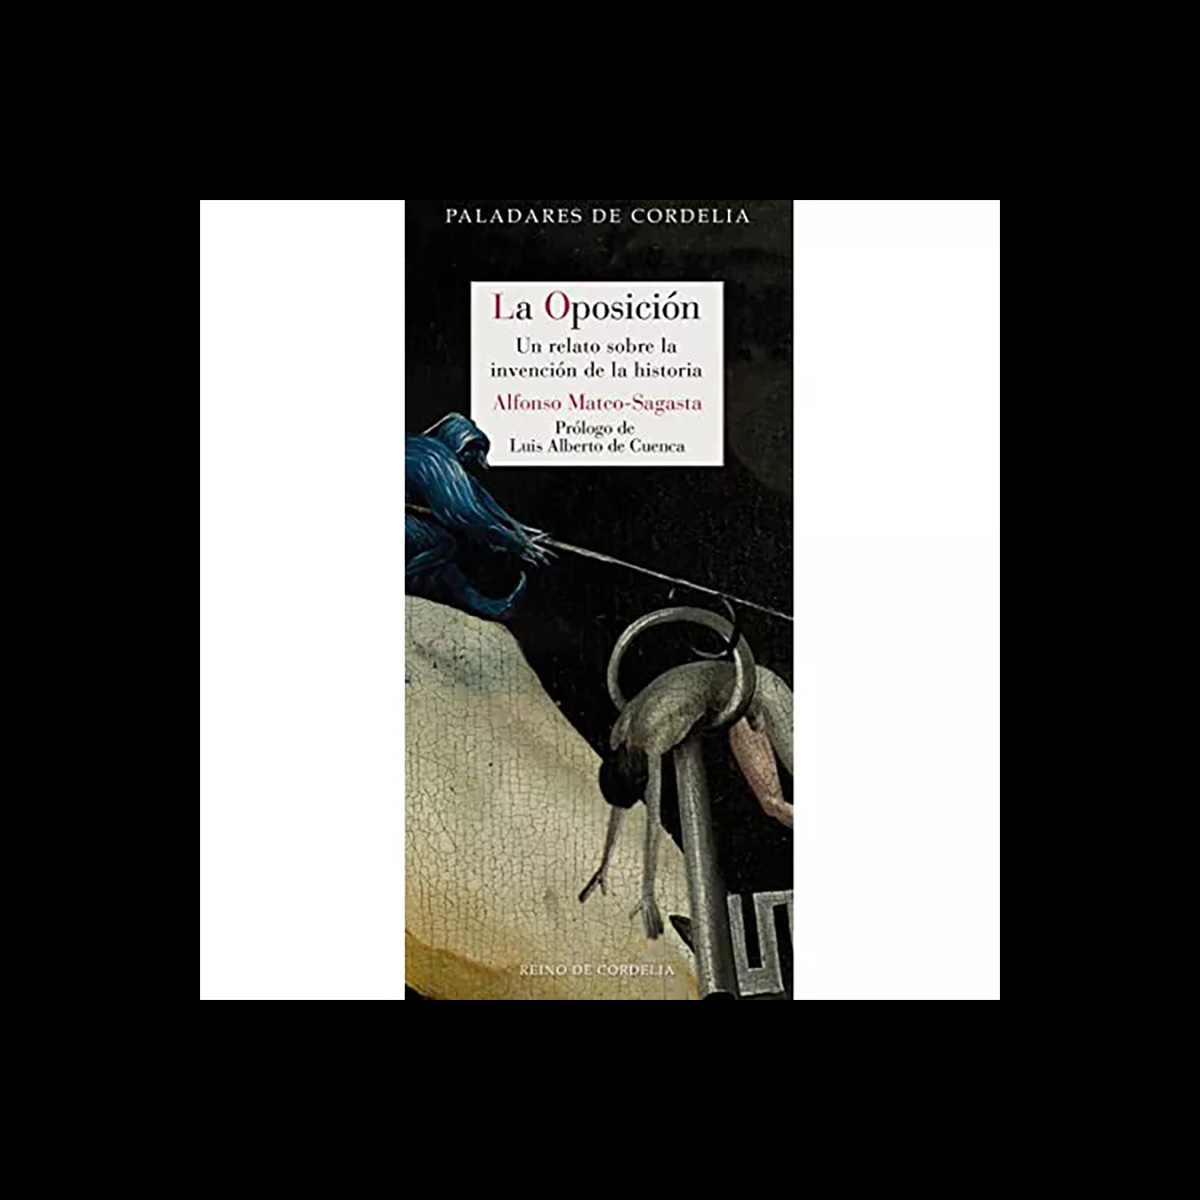 PALADARES DE CORDELIA
La Oposición
Un relato sobre la
invención de la historia
Alfonso Mateo-Sagasta
Prólogo de
Luis Alberto de Cuenca
REINO DE CORDELIA